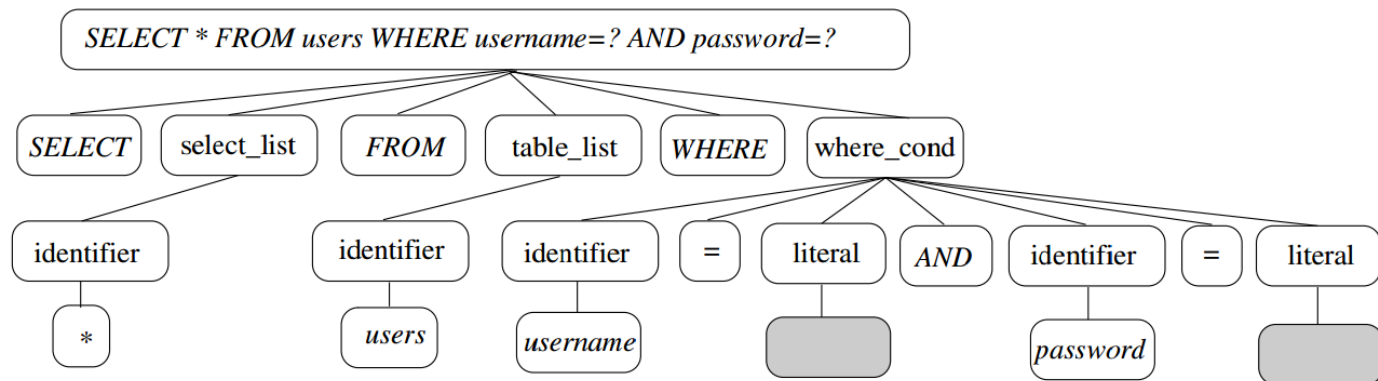 SELECT * FROM users WHERE username=? AND password=?
SELECT select_list FROM table_list WHERE where_cond
identifier identifier identifier = literal AND identifier = literal
* users username password